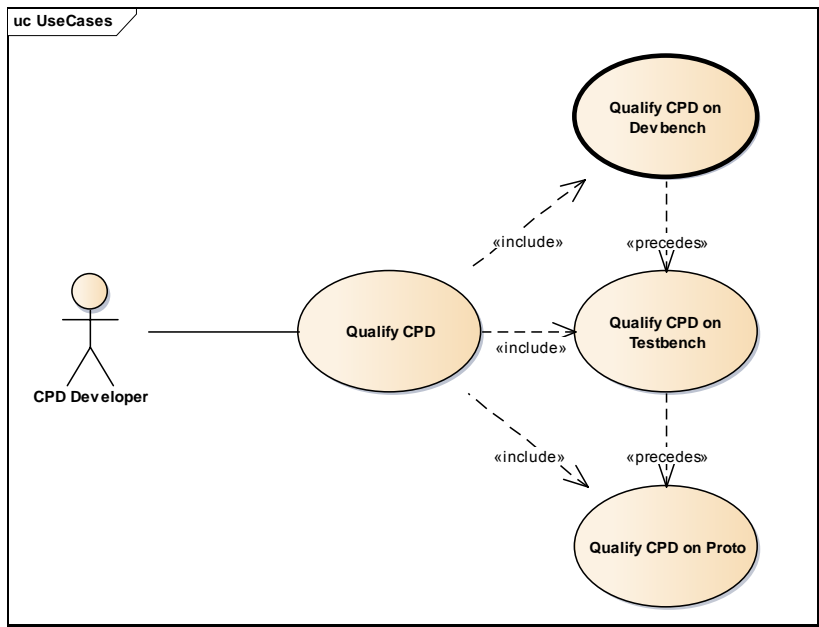 uc UseCases
Qualify CPD on
Devbench
«include»
«precedes»
Qualify CPD
Qualify CPD on
Testbench
«include»
CPD Developer
«include»
«precedes»
Qualify CPD on Proto